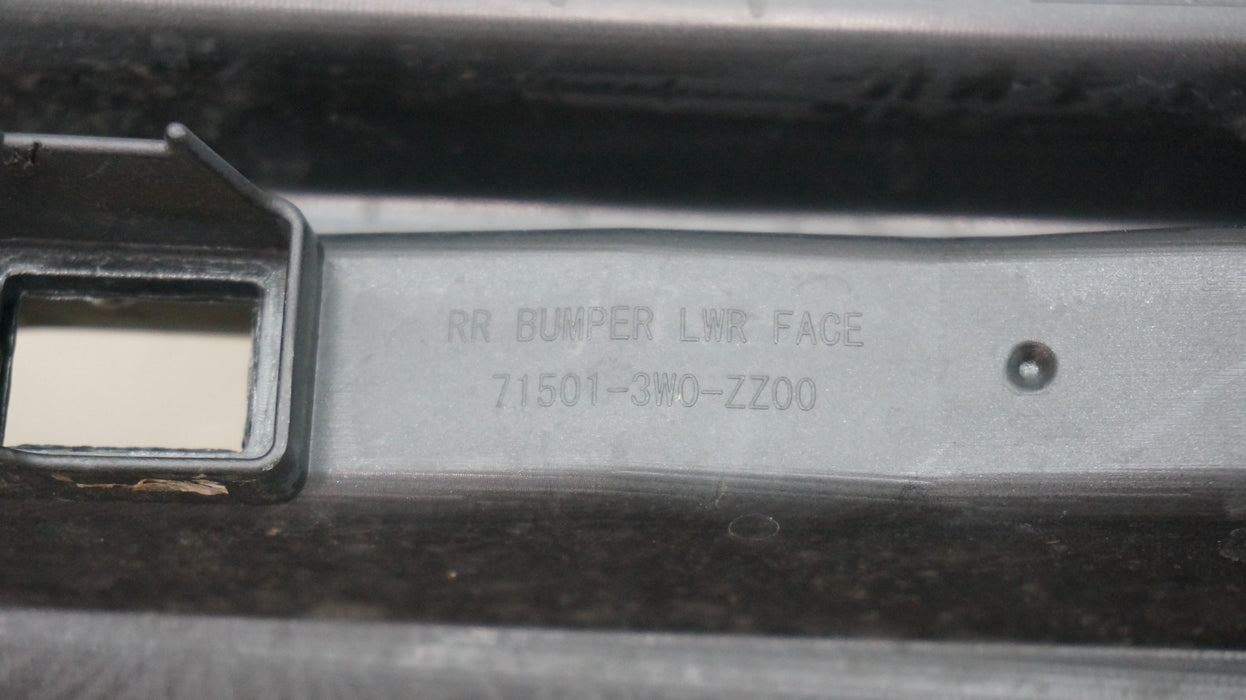 RR BUMPER LWR FACE
71501-3W0-ZZ00